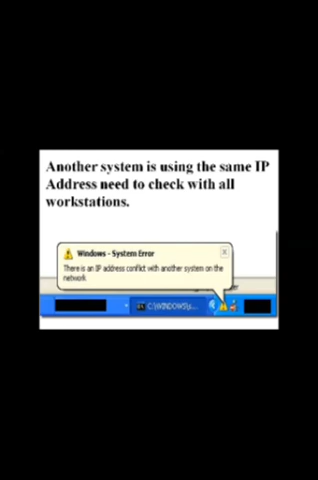 Another system is using the same IP
Address need to check with all
workstations.
Windows - System Error
There is an IP address conflict with another system on the
network
C:\WINDOWS\s...